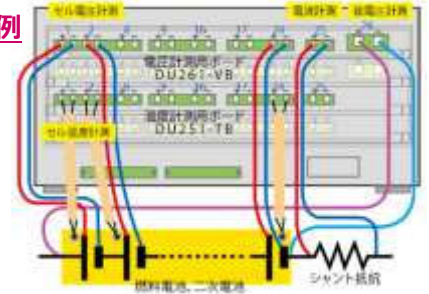 例
セル電圧計測
電流計測
総電圧計測
電圧計測用ボード
DU261-VB
温度計測用ボード
DU251-TB
セル温度計測
シャント抵抗
燃料電池、二次電池